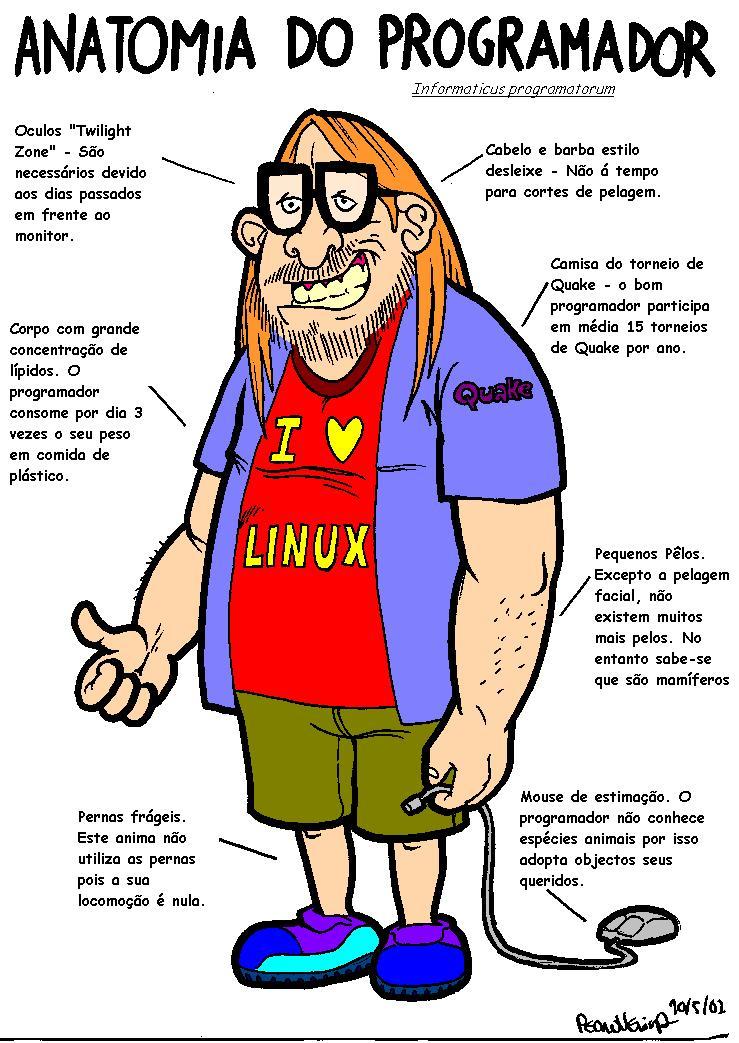 ANATOMIA DO PROGRAMADOR
Informaticus programatorum
Oculos "Twilight
Zone" - São
necessários devido
aos dias passados
em frente ao
monitor.
Cabelo e barba estilo
desleixe - Não á tempo
para cortes de pelagem.
Camisa do torneio de
Quake - o bom
programador participa
em média 15 torneios
de Quake por ano.
Corpo com grande
concentração de
lípidos. O
programador
consome por dia 3
vezes o seu peso
em comida de
plástico.
Quake
I
LINUX
Pequenos Pêlos.
Excepto a pelagem
facial, não
existem muitos
mais pelos. No
entanto sabe-se
que são mamíferos
Mouse de estimação. O
programador não conhece
espécies animais por isso
adopta objectos seus
queridos.
Pernas frágeis.
Este anima não
utiliza as pernas
pois a sua
locomoção é nula.